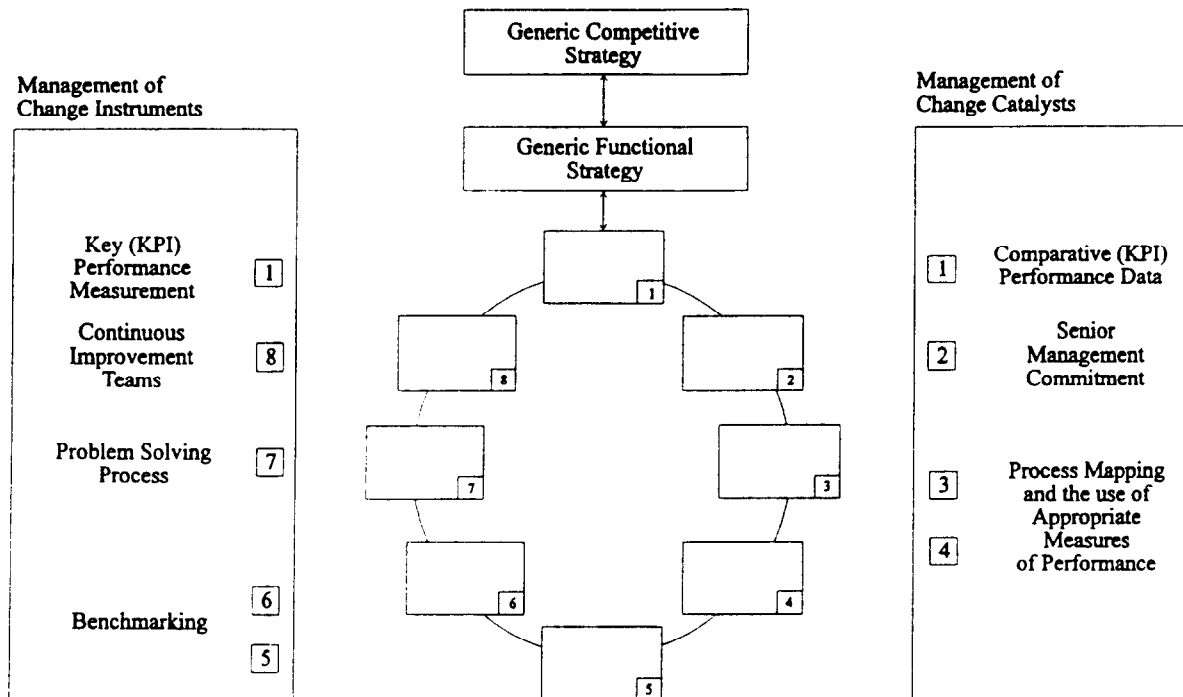 Generic Competitive
Strategy
Generic Functional
Strategy
Management of
Change Instruments
Key (KPI)
Performance
Measurement
1
Continuous
Improvement
Teams
8
Problem Solving
Process
7
6
Benchmarking
5
1
8
2
7
3
6
4
5
Management of
Change Catalysts
1
Comparative (KPI)
Performance Data
2
Senior
Management
Commitment
3
Process Mapping
and the use of
Appropriate
4
Measures
of Performance